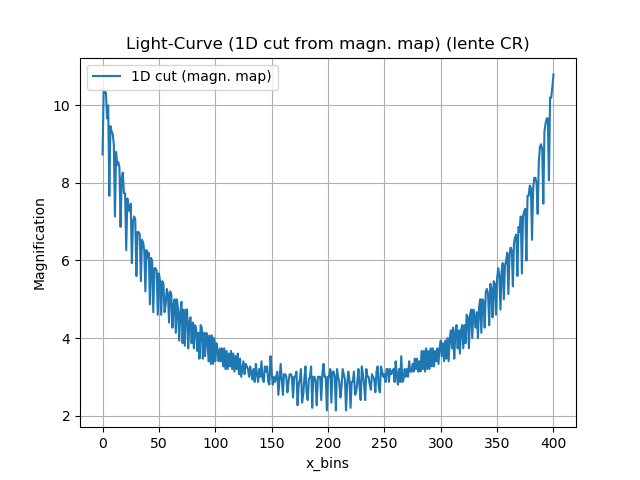 Light-Curve (1D cut from magn. map) (lente CR)
1D cut (magn. map)
10
8
6
4
2
Magnification
0 50 100 150 200 250 300 350 400
x_bins